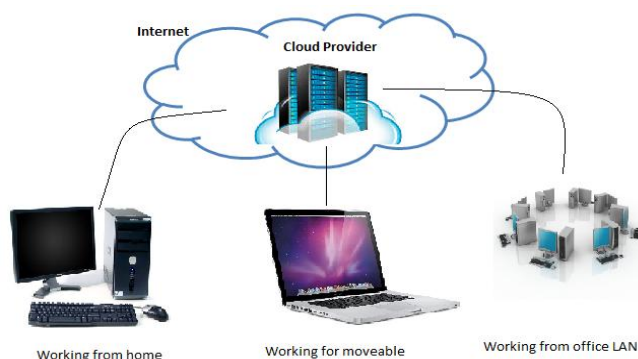 Internet
Cloud Provider
Working from home
Working for moveable
Working from office LAN